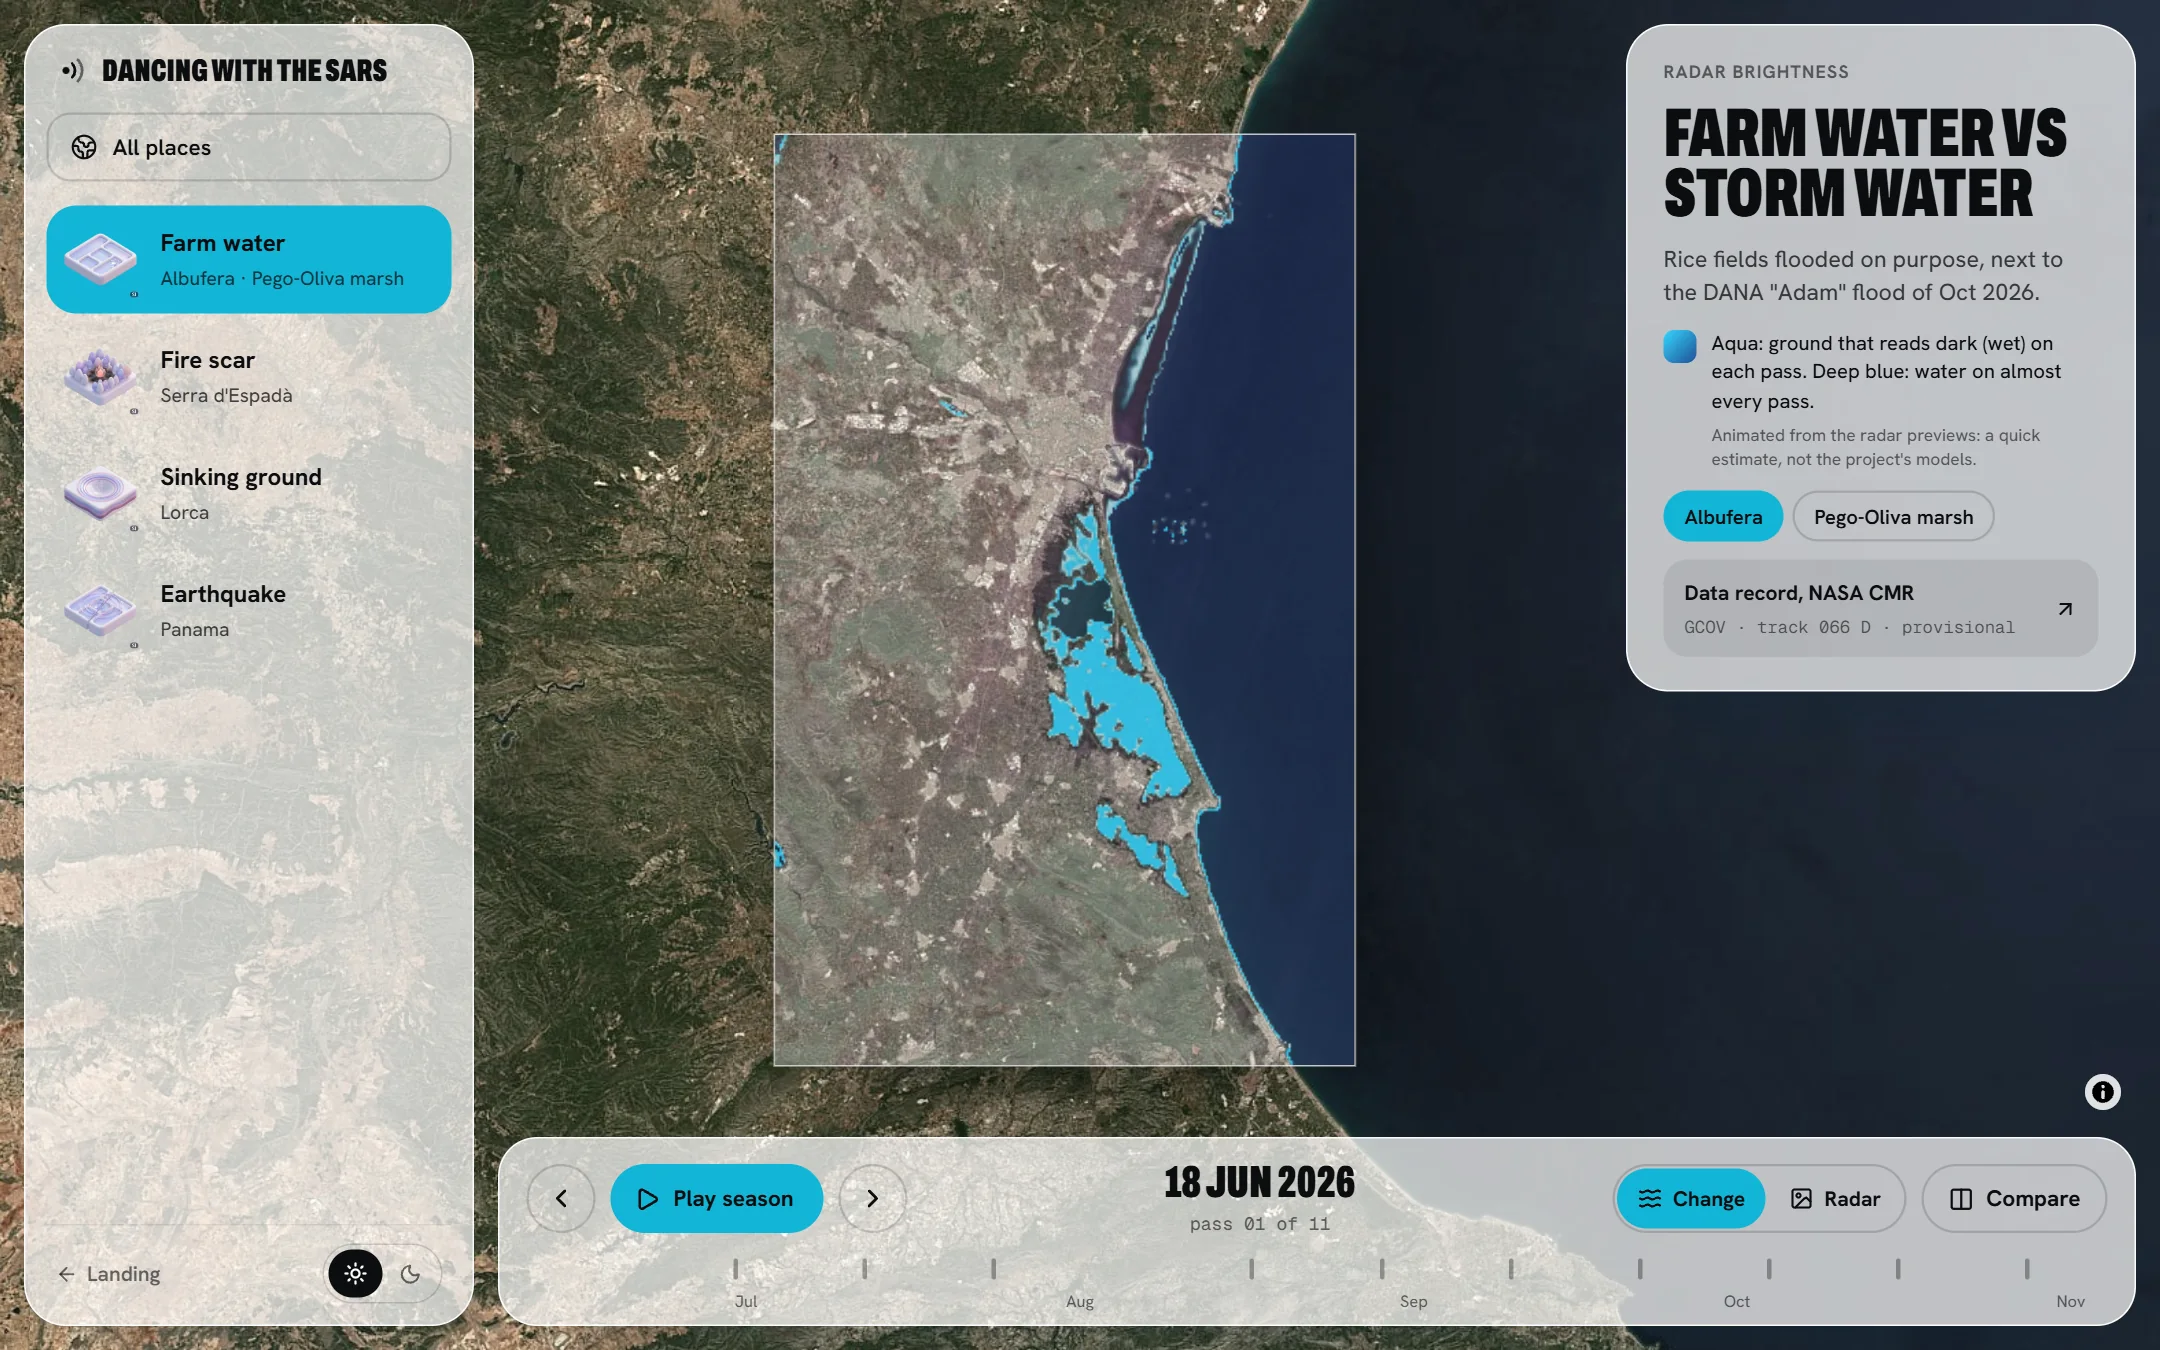 DANCING WITH THE SARS
All places
Farm water
Albufera · Pego-Oliva marsh
Fire scar
Serra d'Espadà
Sinking ground
Lorca
Earthquake
Panama
Landing
RADAR BRIGHTNESS
FARM WATER VS
STORM WATER
Rice fields flooded on purpose, next to
the DANA "Adam" flood of Oct 2026.
Aqua: ground that reads dark (wet) on
each pass. Deep blue: water on almost
every pass.
Animated from the radar previews: a quick
estimate, not the project's models.
Albufera
Pego-Oliva marsh
Data record, NASA CMR
GCOV · track 066 D · provisional
Play season
18 JUN 2026
pass 01 of 11
Change
Radar
Compare
Jul
Aug
Sep
Oct
Nov